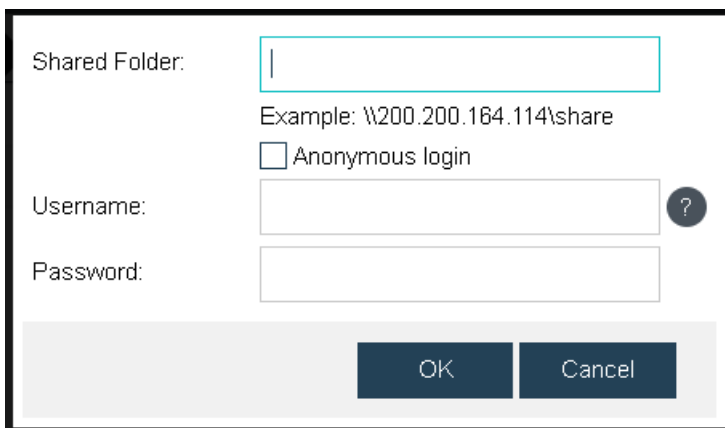 Shared Folder:
Example: \\200.200.164.114\share
Anonymous login
Username:
?
Password:
OK
Cancel